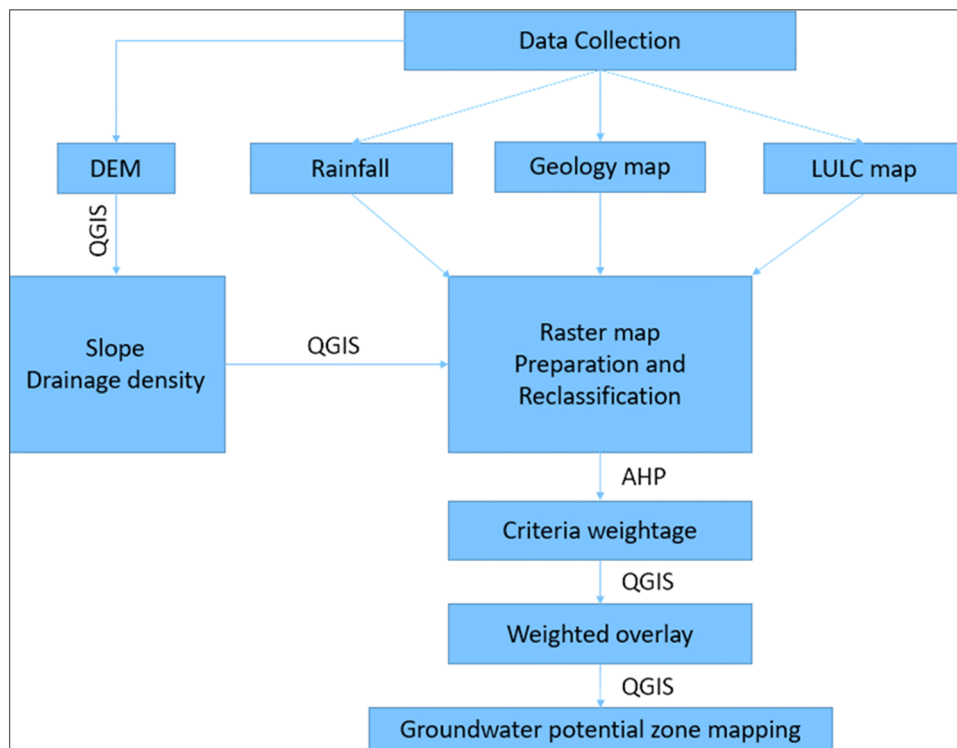 Data Collection
DEM
Rainfall
Geology map
LULC map
QGIS
Slope
Drainage density
QGIS
Raster map
Preparation and
Reclassification
AHP
Criteria weightage
QGIS
Weighted overlay
QGIS
Groundwater potential zone mapping